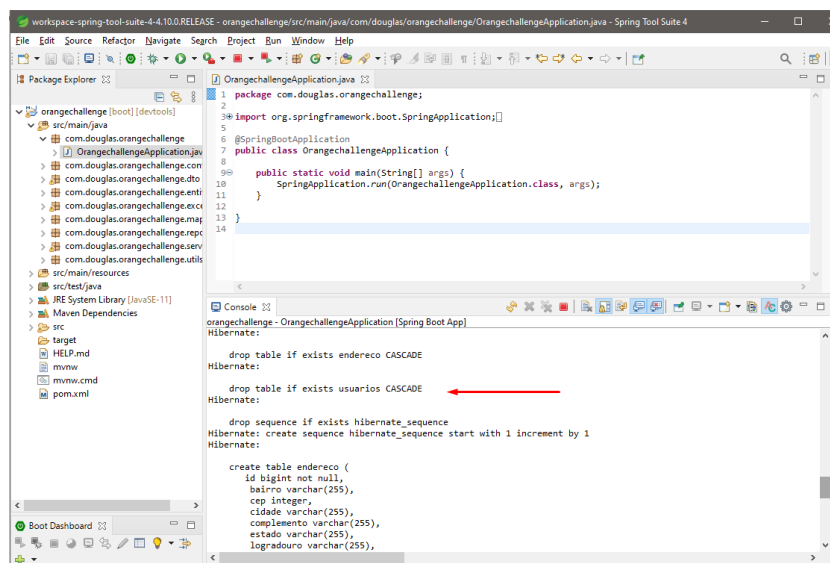 workspace-spring-tool-suite-4-4.10.0.RELEASE - orangechallenge/src/main/java/com/douglas/orangechallenge/OrangechallengeApplication.java - Spring Tool Suite 4
File Edit Source Refactor Navigate Search Project Run Window Help
Package Explorer
orangechallenge [boot] [devtools]
src/main/java
com.douglas.orangechallenge
OrangechallengeApplication.jav
com.douglas.orangechallenge.con
com.douglas.orangechallenge.dto
com.douglas.orangechallenge.enti
com.douglas.orangechallenge.exce
com.douglas.orangechallenge.map
com.douglas.orangechallenge.repo
com.douglas.orangechallenge.serv
com.douglas.orangechallenge.utils
src/main/resources
src/test/java
JRE System Library [JavaSE-11]
Maven Dependencies
src
target
HELP.md
mvnw
mvnw.cmd
pom.xml
Boot Dashboard
OrangechallengeApplication.java
1 package com.douglas.orangechallenge;
2
3 import org.springframework.boot.SpringApplication;
5
6 @SpringBootApplication
7 public class OrangechallengeApplication {
8
9 public static void main(String[] args) {
10 SpringApplication.run(OrangechallengeApplication.class, args);
11 }
12
13 }
14
Console
orangechallenge - OrangechallengeApplication [Spring Boot App]
Hibernate:
drop table if exists endereco CASCADE
Hibernate:
drop table if exists usuarios CASCADE
Hibernate:
drop sequence if exists hibernate_sequence
Hibernate: create sequence hibernate_sequence start with 1 increment by 1
Hibernate:
create table endereco (
id bigint not null,
bairro varchar(255),
cep integer,
cidade varchar(255),
complemento varchar(255),
estado varchar(255),
logradouro varchar(255),